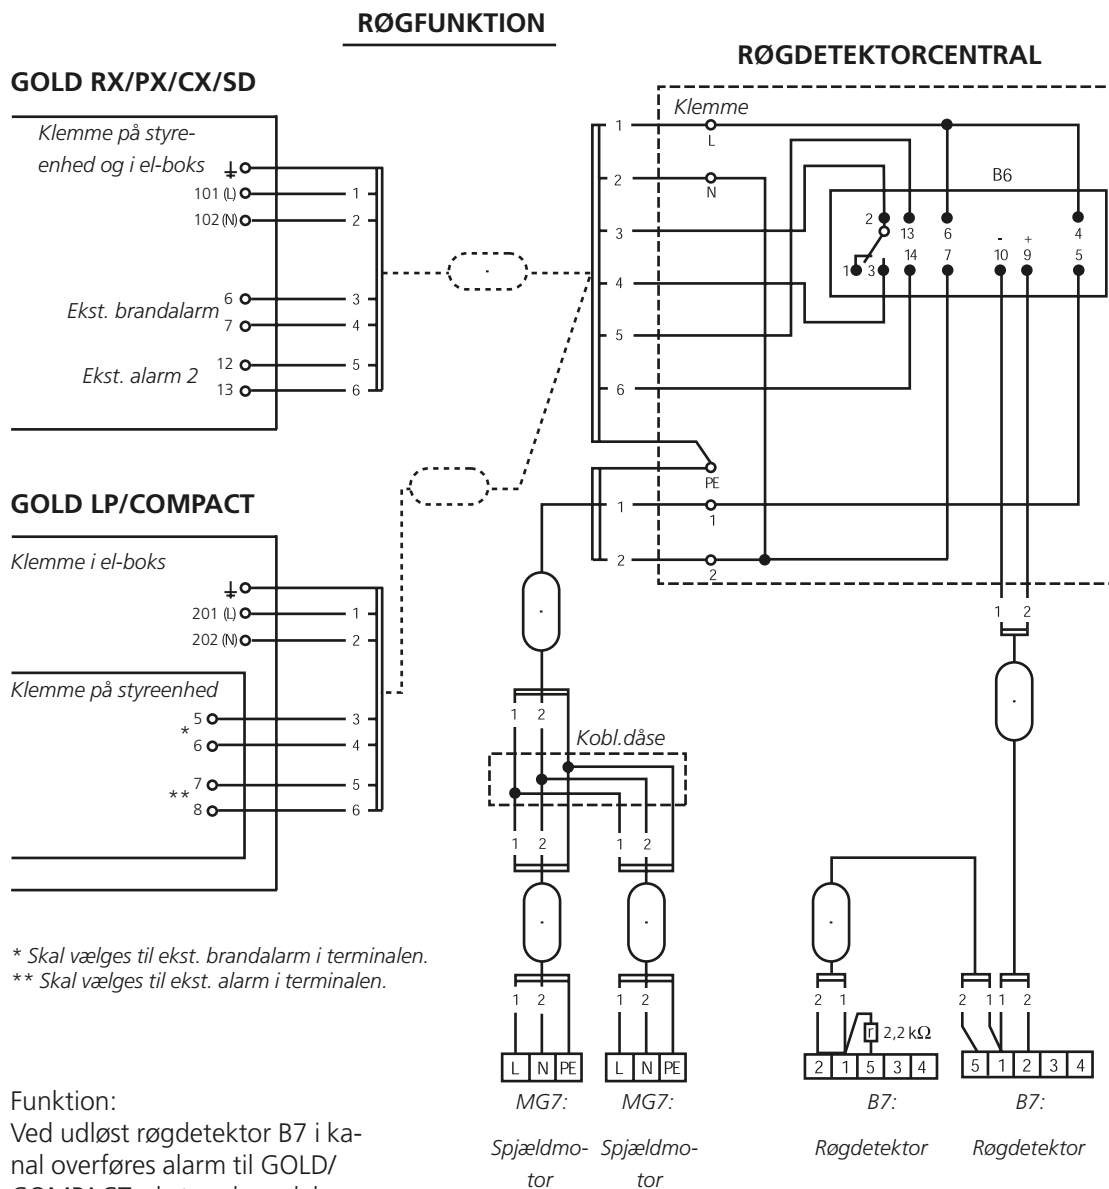 RØGFUNKTION
RØGDETEKTORCENTRAL
GOLD RX/PX/CX/SD
Klemme på styre-
enhed og i el-boks
101 (L)
102 (N)
1
2
Ekst. brandalarm
6
7
3
4
Ekst. alarm 2
12
13
5
6
Klemme
1
L
2
N
3
4
5
6
PE
1
1
2
2
B6
2
13
6
4
1
3
14
7
-
10
+
9
5
1 2
GOLD LP/COMPACT
Klemme i el-boks
201 (L)
202 (N)
1
2
Klemme på styreenhed
5
*
6
3
4
7
**
8
5
6
1 2
Kobl.dåse
1 2
1 2
* Skal vælges til ekst. brandalarm i terminalen.
** Skal vælges til ekst. alarm i terminalen.
1 2
1 2
2 1
r 2,2 kΩ
2 1 1 2
L N PE
L N PE
2 1 5 3 4
5 1 2 3 4
MG7:
Spjældmo-
tor
MG7:
Spjældmo-
tor
B7:
Røgdetektor
B7:
Røgdetektor
Funktion:
Ved udløst røgdetektor B7 i ka-
nal overføres alarm til GOLD/